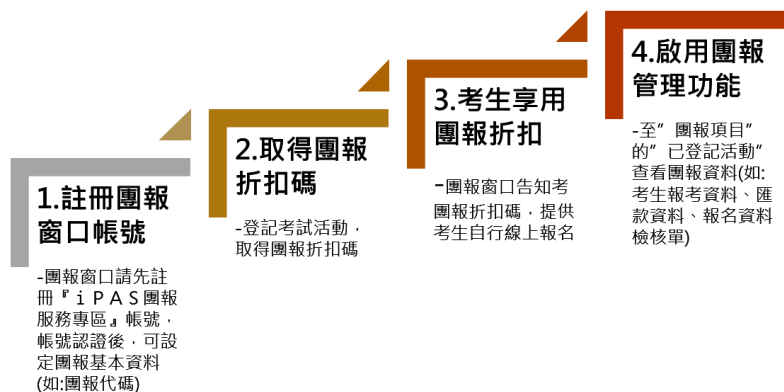 1.註冊團報
窗口帳號
-團報窗口請先註
冊『ｉＰＡＳ團報
服務專區』帳號，
帳號認證後，可設
定團報基本資料
(如:團報代碼)
2.取得團報
折扣碼
-登記考試活動，
取得團報折扣碼
3.考生享用
團報折扣
-團報窗口告知考
團報折扣碼，提供
考生自行線上報名
4.啟用團報
管理功能
-至”團報項目”
的”已登記活動”
查看團報資料(如:
考生報考資料、匯
款資料、報名資料
檢核單)